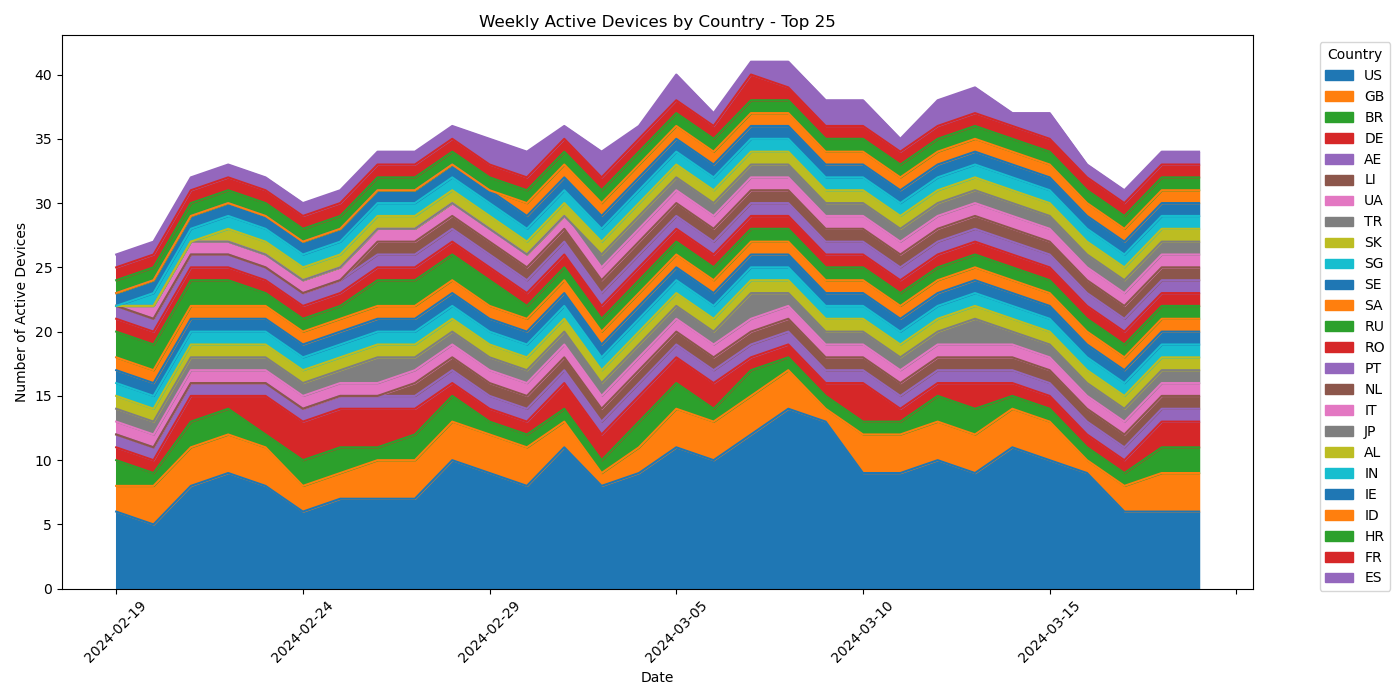 Weekly Active Devices by Country - Top 25
Number of Active Devices
40
35
30
25
20
15
10
5
0
2024-02-19
2024-02-24
2024-02-29
2024-03-05
2024-03-10
2024-03-15
Date
Country
US
GB
BR
DE
AE
LI
UA
TR
SK
SG
SE
SA
RU
RO
PT
NL
IT
JP
AL
IN
IE
ID
HR
FR
ES